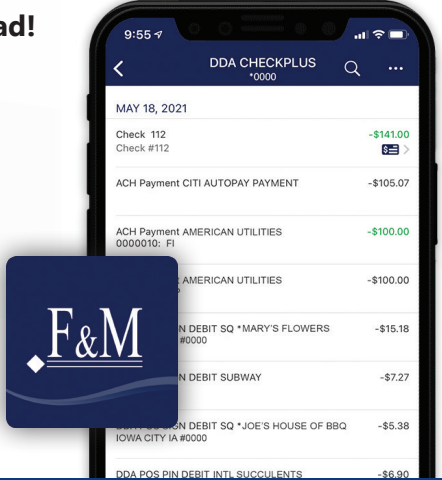 ad!
9:55
DDA CHECKPLUS
*0000
MAY 18, 2021
Check 112
-$141.00
Check #112
ACH Payment CITI AUTOPAY PAYMENT
-$105.07
ACH Payment AMERICAN UTILITIES
-$100.00
0000010: FI
AMERICAN UTILITIES
-$100.00
F&M
N DEBIT SQ *MARY'S FLOWERS
-$15.18
#0000
N DEBIT SUBWAY
-$7.27
DEBIT SQ *JOE'S HOUSE OF BBQ
-$5.38
IOWA CITY IA #0000
DDA POS PIN DEBIT INTL SUCCULENTS
-$6.90